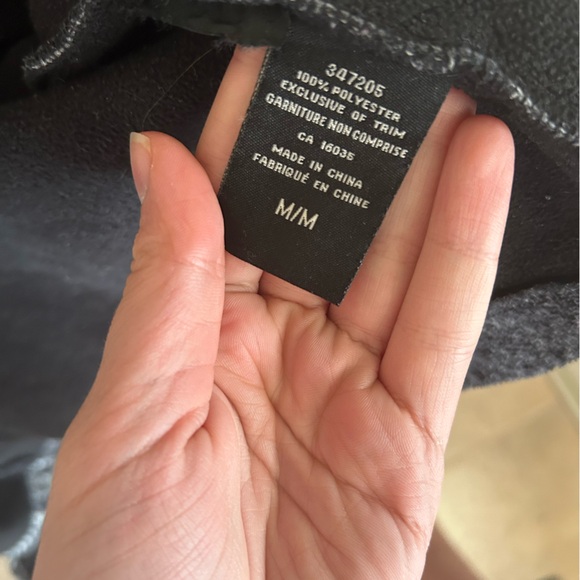 347205
100% POLYESTER
EXCLUSIVE OF TRIM
GARNITURE NON COMPRISE
CA 16035
MADE IN CHINA
FABRIQUÉ EN CHINE
M/M